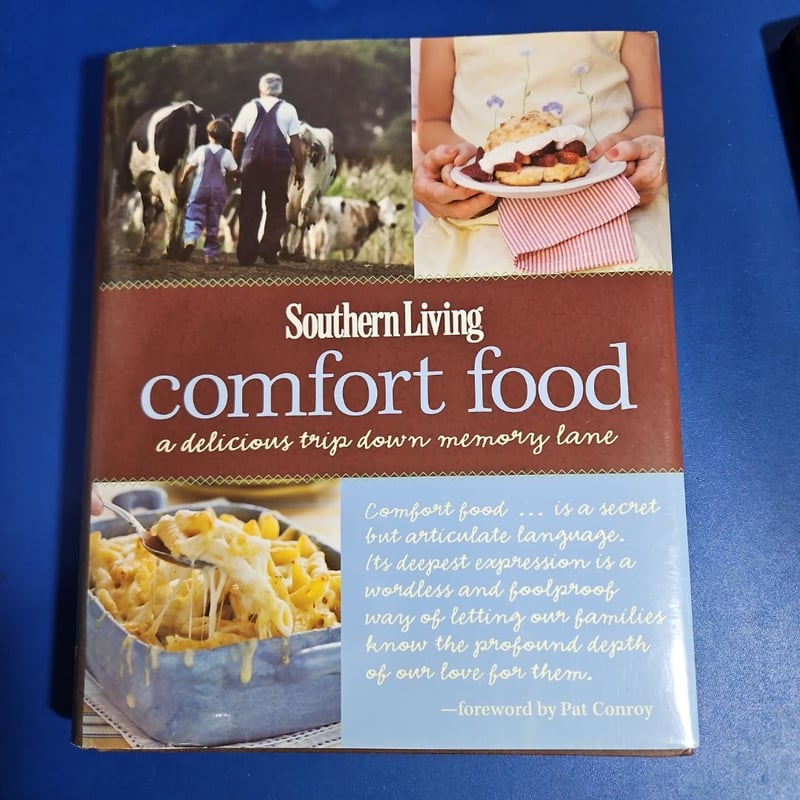 Southern Living
comfort food
a delicious trip down memory lane
Comfort food ... is a secret
but articulate language.
Its deepest expression is a
wordless and foolproof
way of letting our families
know the profound depth
of our love for them.
—foreword by Pat Conroy